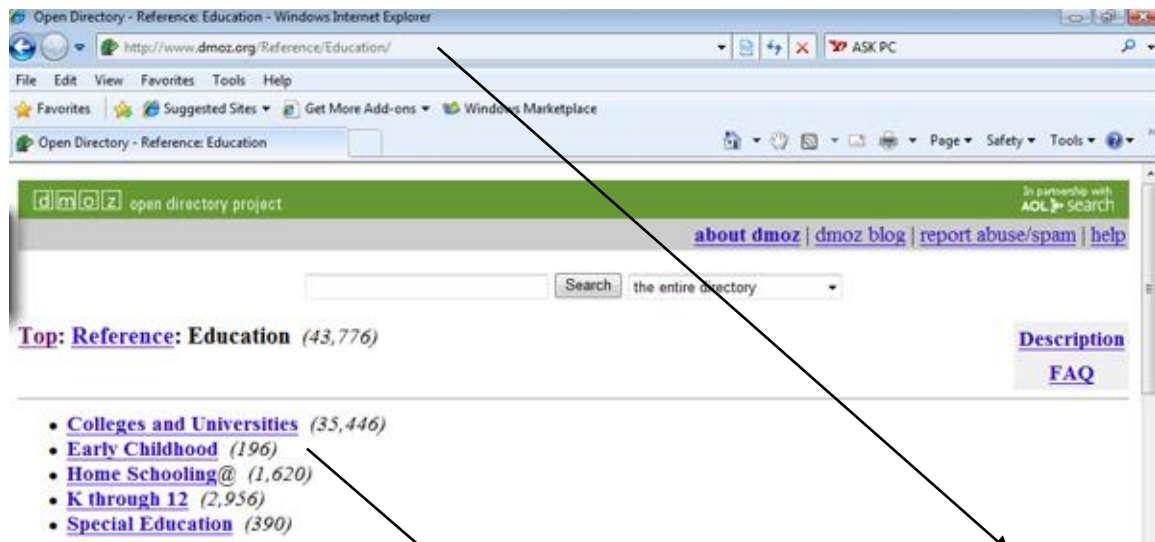 Open Directory - Reference: Education - Windows Internet Explorer
http://www.dmoz.org/Reference/Education/ ASK PC
File Edit View Favorites Tools Help
Favorites Suggested Sites Get More Add-ons Windows Marketplace
Open Directory - Reference: Education Page Safety Tools
dmoz open directory project In partnership with
AOL search
about dmoz | dmoz blog | report abuse/spam | help
Search the entire directory
Top: Reference: Education (43,776) Description
FAQ
• Colleges and Universities (35,446)
• Early Childhood (196)
• Home Schooling@ (1,620)
• K through 12 (2,956)
• Special Education (390)